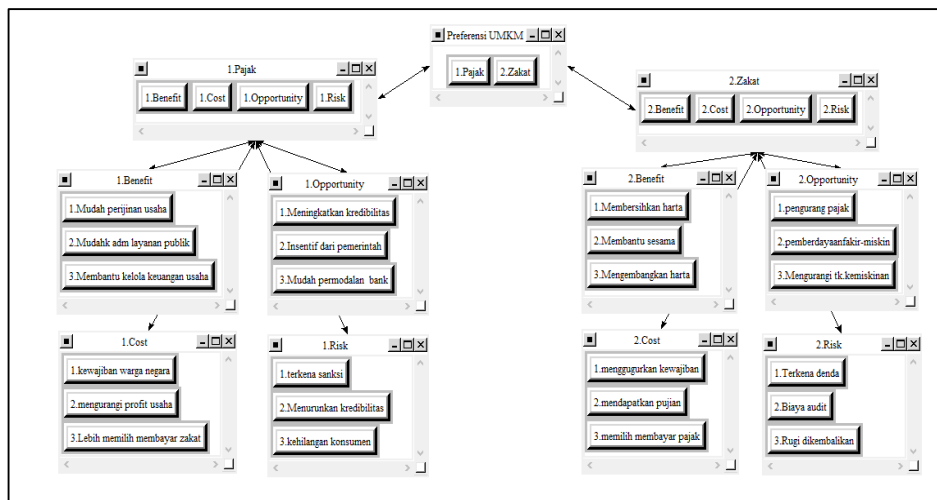 Preferensi UMKM
1.Pajak
2.Zakat
1.Pajak
1.Benefit
1.Cost
1.Opportunity
1.Risk
2.Zakat
2.Benefit
2.Cost
2.Opportunity
2.Risk
1.Benefit
1.Mudah perijinan usaha
2.Mudahk adm layanan publik
3.Membantu kelola keuangan usaha
1.Opportunity
1.Meningkatkan kredibilitas
2.Insentif dari pemerintah
3.Mudah permodalan bank
2.Benefit
1.Membersihkan harta
2.Membantu sesama
3.Mengembangkan harta
2.Opportunity
1.pengurang pajak
2.pemberdayaanfakir-miskin
3.Mengurangi tk.kemiskinan
1.Cost
1.kewajiban warga negara
2.mengurangi profit usaha
3.Lebih memilih membayar zakat
1.Risk
1.terkena sanksi
2.Menurunkan kredibilitas
3.kehilangan konsumen
2.Cost
1.menggugurkan kewajiban
2.mendapatkan pujian
3.memilih membayar pajak
2.Risk
1.Terkena denda
2.Biaya audit
3.Rugi dikembalikan